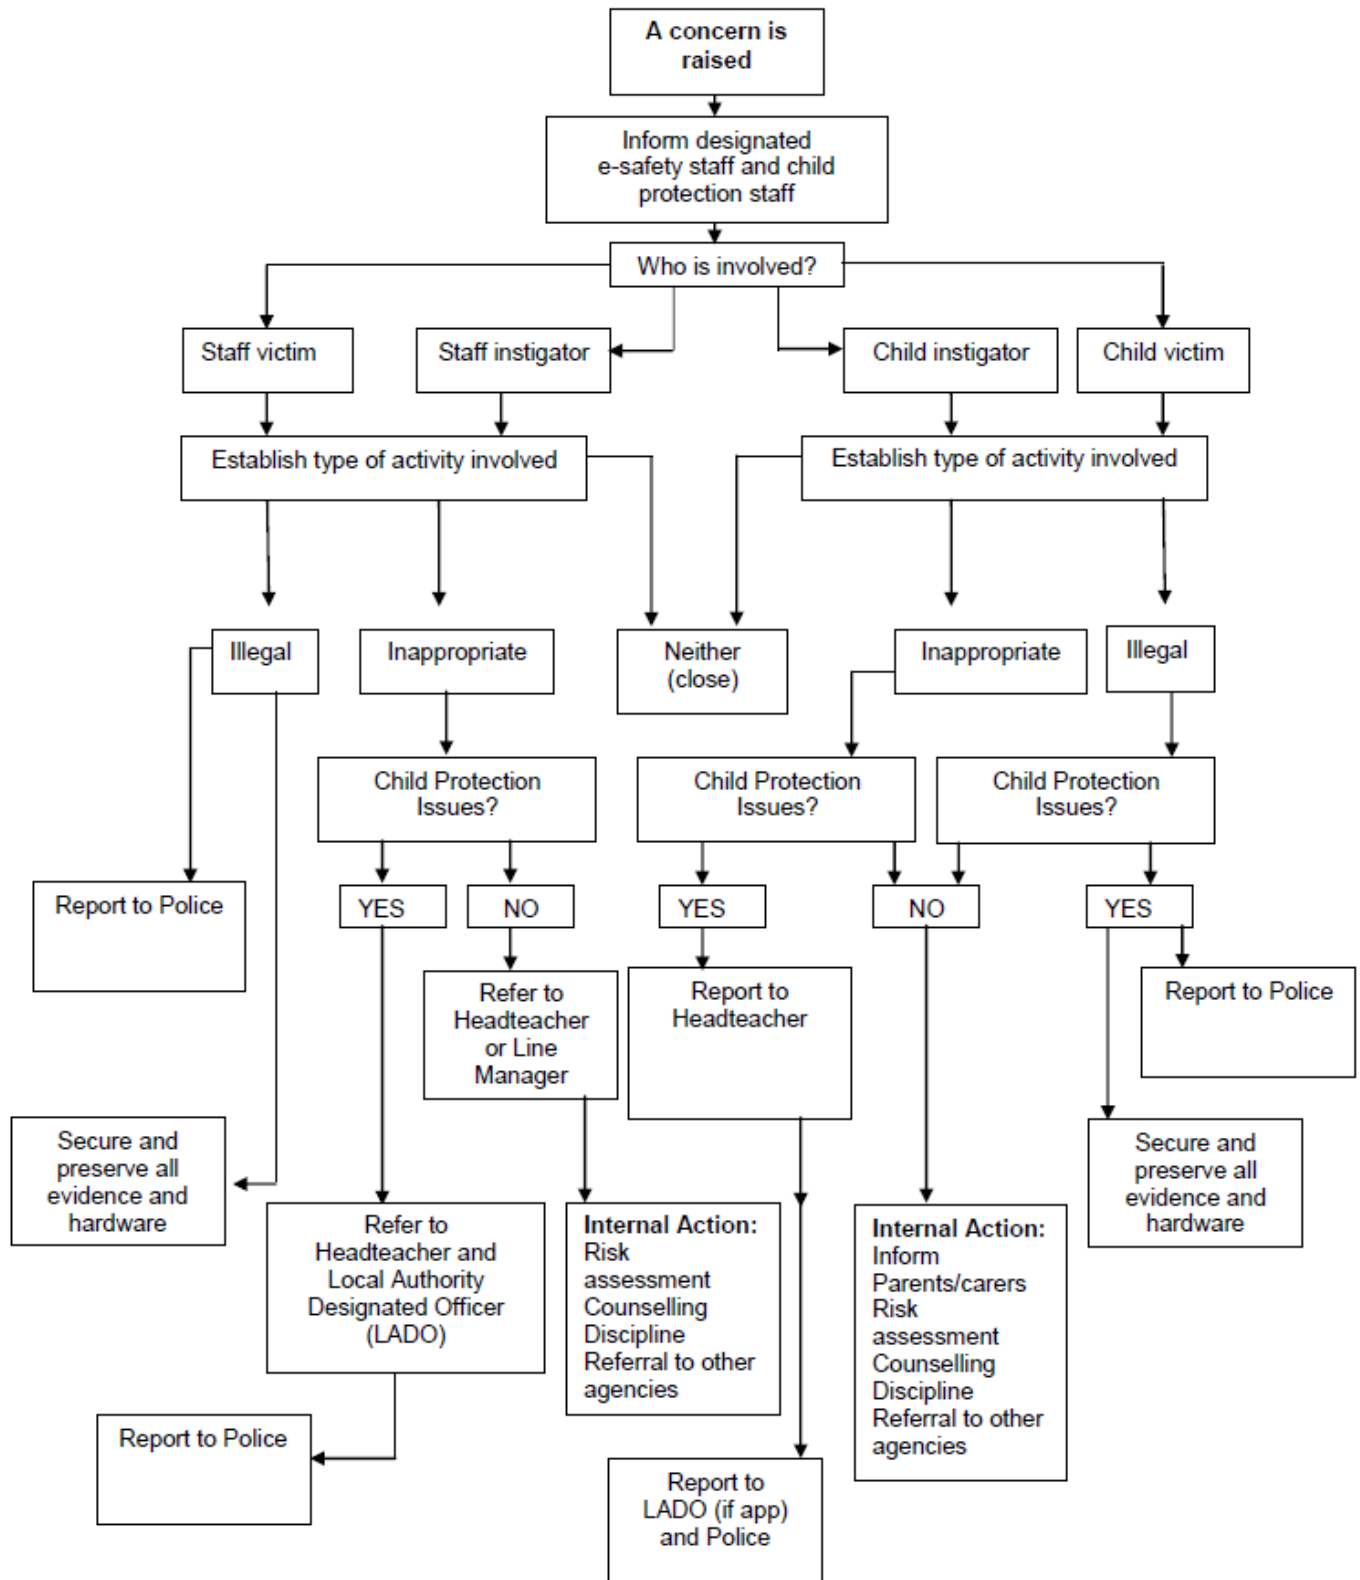 A concern is
raised
Inform designated
e-safety staff and child
protection staff
Who is involved?
Staff victim
Staff instigator
Child instigator
Child victim
Establish type of activity involved
Establish type of activity involved
Illegal
Inappropriate
Neither
(close)
Inappropriate
Illegal
Child Protection
Issues?
Child Protection
Issues?
Child Protection
Issues?
Report to Police
YES
NO
YES
NO
YES
Refer to
Headteacher
or Line
Manager
Report to
Headteacher
Report to Police
Secure and
preserve all
evidence and
hardware
Secure and
preserve all
evidence and
hardware
Refer to
Headteacher and
Local Authority
Designated Officer
(LADO)
Internal Action:
Risk
assessment
Counselling
Discipline
Referral to other
agencies
Internal Action:
Inform
Parents/carers
Risk
assessment
Counselling
Discipline
Referral to other
agencies
Report to Police
Report to
LADO (if app)
and Police